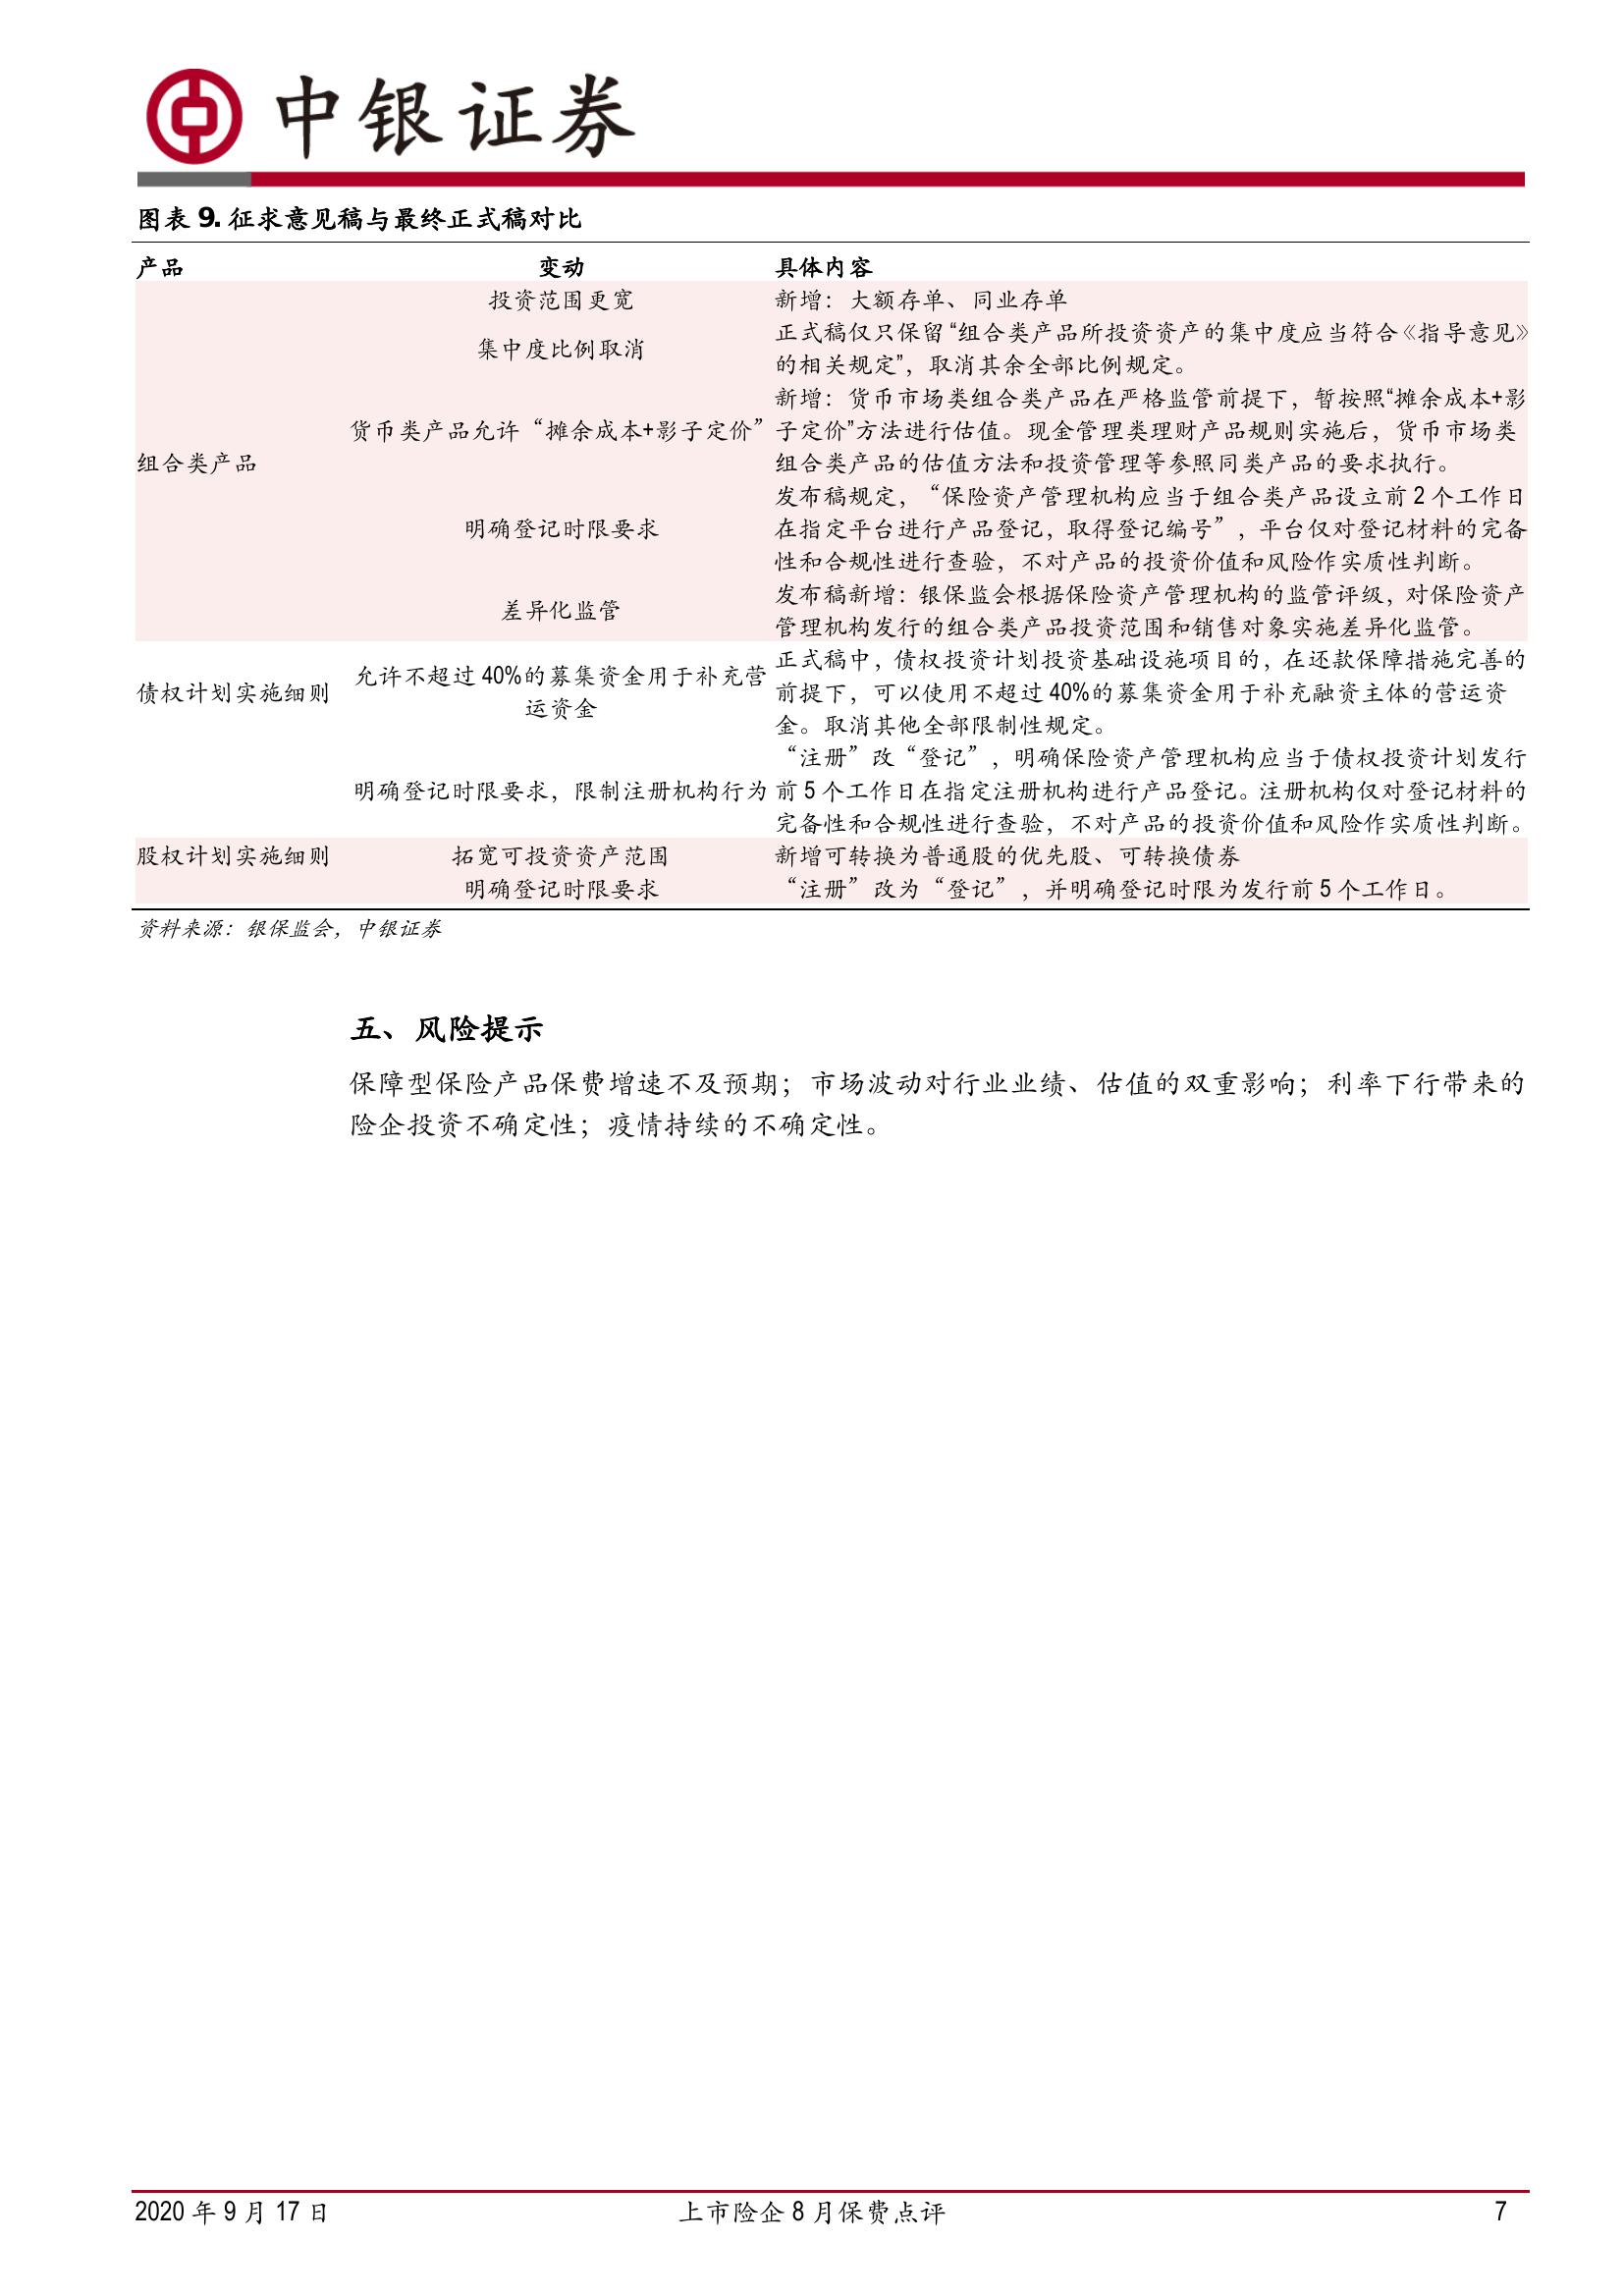 中银证券
图表 9. 征求意见稿与最终正式稿对比
产品 变动 具体内容
投资范围更宽 新增：大额存单、同业存单
集中度比例取消
正式稿仅只保留“组合类产品所投资资产的集中度应当符合《指导意见》
的相关规定”，取消其余全部比例规定。
组合类产品
货币类产品允许“摊余成本+影子定价”
新增：货币市场类组合类产品在严格监管前提下，暂按照“摊余成本+影
子定价”方法进行估值。现金管理类理财产品规则实施后，货币市场类
组合类产品的估值方法和投资管理等参照同类产品的要求执行。
明确登记时限要求
发布稿规定，“保险资产管理机构应当于组合类产品设立前 2 个工作日
在指定平台进行产品登记，取得登记编号”，平台仅对登记材料的完备
性和合规性进行查验，不对产品的投资价值和风险作实质性判断。
差异化监管
发布稿新增：银保监会根据保险资产管理机构的监管评级，对保险资产
管理机构发行的组合类产品投资范围和销售对象实施差异化监管。
债权计划实施细则
允许不超过 40%的募集资金用于补充营
运资金
正式稿中，债权投资计划投资基础设施项目的，在还款保障措施完善的
前提下，可以使用不超过 40%的募集资金用于补充融资主体的营运资
金。取消其他全部限制性规定。
明确登记时限要求，限制注册机构行为
“注册”改“登记”，明确保险资产管理机构应当于债权投资计划发行
前 5 个工作日在指定注册机构进行产品登记。注册机构仅对登记材料的
完备性和合规性进行查验，不对产品的投资价值和风险作实质性判断。
股权计划实施细则 拓宽可投资资产范围 新增可转换为普通股的优先股、可转换债券
明确登记时限要求 “注册”改为“登记”，并明确登记时限为发行前 5 个工作日。
资料来源：银保监会，中银证券
五、风险提示
保障型保险产品保费增速不及预期；市场波动对行业业绩、估值的双重影响；利率下行带来的
险企投资不确定性；疫情持续的不确定性。
2020 年 9 月 17 日 上市险企 8 月保费点评 7